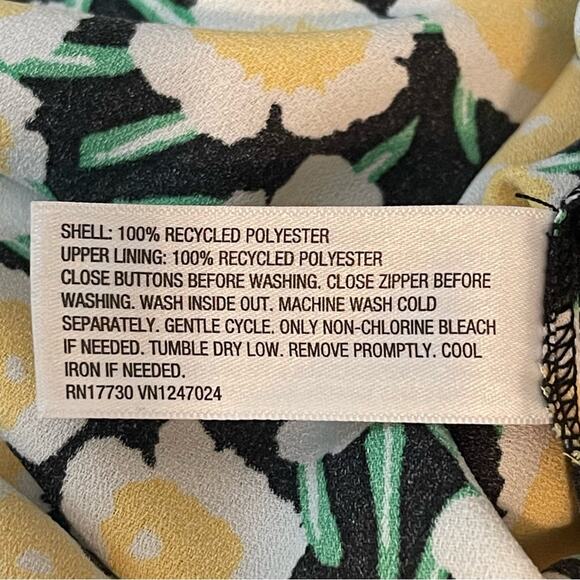 SHELL: 100% RECYCLED POLYESTER
UPPER LINING: 100% RECYCLED POLYESTER
CLOSE BUTTONS BEFORE WASHING. CLOSE ZIPPER BEFORE
WASHING. WASH INSIDE OUT. MACHINE WASH COLD
SEPARATELY. GENTLE CYCLE. ONLY NON-CHLORINE BLEACH
IF NEEDED. TUMBLE DRY LOW. REMOVE PROMPTLY. COOL
IRON IF NEEDED.
RN17730 VN1247024